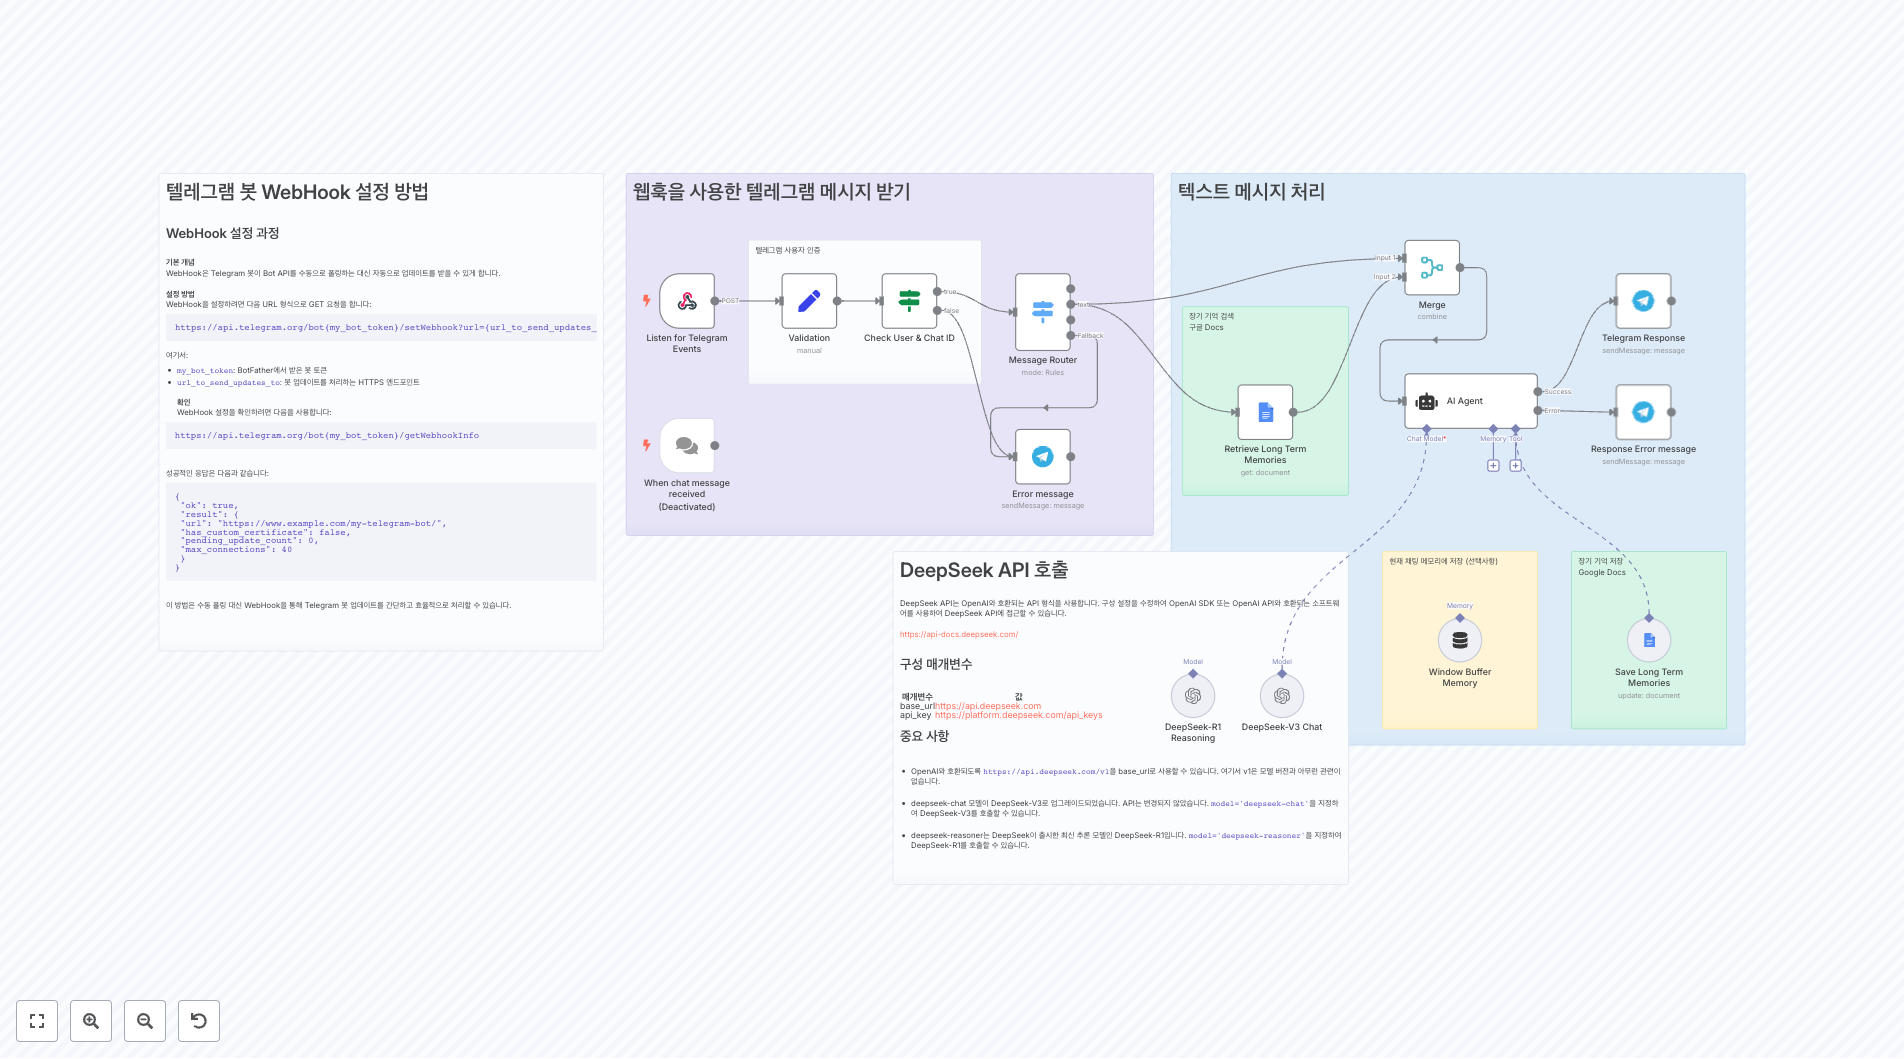 텔레그램 봇 WebHook 설정 방법
WebHook 설정 과정
기본 개념
WebHook은 Telegram 봇이 Bot API를 수동으로 폴링하는 대신 자동으로 업데이트를 받을 수 있게 합니다.
설정 방법
WebHook을 설정하려면 다음 URL 형식으로 GET 요청을 합니다:
https://api.telegram.org/bot{my_bot_token}/setWebhook?url={url_to_send_updates_
여기서:
my_bot_token: BotFather에서 받은 봇 토큰
url_to_send_updates_to: 봇 업데이트를 처리하는 HTTPS 엔드포인트
확인
WebHook 설정을 확인하려면 다음을 사용합니다:
https://api.telegram.org/bot{my_bot_token}/getWebhookInfo
성공적인 응답은 다음과 같습니다:
{
"ok": true,
"result": {
"url": "https://www.example.com/my-telegram-bot/",
"has_custom_certificate": false,
"pending_update_count": 0,
"max_connections": 40
}
}
이 방법은 수동 폴링 대신 WebHook을 통해 Telegram 봇 업데이트를 간단하고 효율적으로 처리할 수 있습니다.
웹훅을 사용한 텔레그램 메시지 받기
텔레그램 사용자 인증
POST
true
false
Listen for Telegram
Events
Validation
manual
Check User & Chat ID
text
Fallback
Message Router
mode: Rules
When chat message
received
(Deactivated)
Error message
sendMessage: message
텍스트 메시지 처리
Input 1
Input 2
Merge
combine
장기 기억 검색
구글 Docs
Retrieve Long Term
Memories
get: document
AI Agent
Success
Error
Chat Model*
Memory
Tool
Telegram Response
sendMessage: message
Response Error message
sendMessage: message
현재 채팅 메모리에 저장 (선택사항)
Memory
Window Buffer
Memory
장기 기억 저장
Google Docs
Save Long Term
Memories
update: document
DeepSeek API 호출
DeepSeek API는 OpenAI와 호환되는 API 형식을 사용합니다. 구성 설정을 수정하여 OpenAI SDK 또는 OpenAI API와 호환되는 소프트웨
어를 사용하여 DeepSeek API에 접근할 수 있습니다.
https://api-docs.deepseek.com/
구성 매개변수
매개변수 값
base_url https://api.deepseek.com
api_key https://platform.deepseek.com/api_keys
Model
DeepSeek-R1
Reasoning
Model
DeepSeek-V3 Chat
중요 사항
OpenAI와 호환되도록 https://api.deepseek.com/v1을 base_url로 사용할 수 있습니다. 여기서 v1은 모델 버전과 아무런 관련이
없습니다.
deepseek-chat 모델이 DeepSeek-V3로 업그레이드되었습니다. API는 변경되지 않았습니다. model='deepseek-chat'을 지정하
여 DeepSeek-V3를 호출할 수 있습니다.
deepseek-reasoner는 DeepSeek이 출시한 최신 추론 모델인 DeepSeek-R1입니다. model='deepseek-reasoner'을 지정하여
DeepSeek-R1를 호출할 수 있습니다.